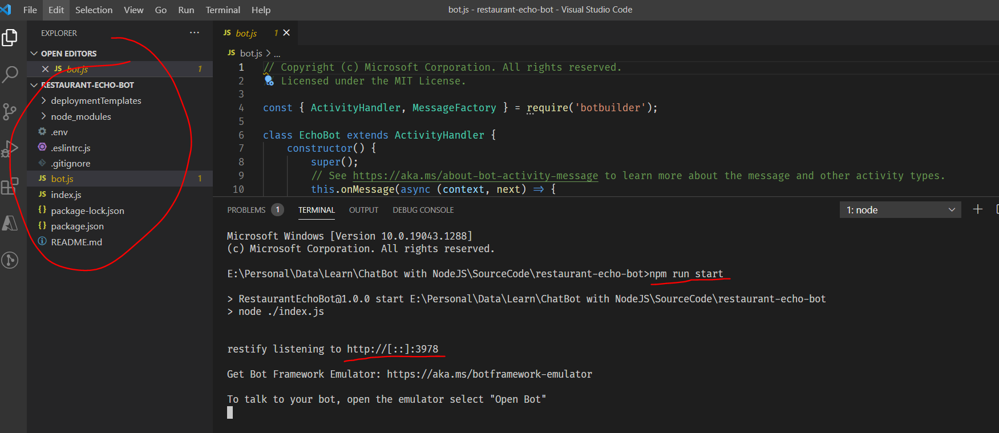 File Edit Selection View Go Run Terminal Help
bot.js - restaurant-echo-bot - Visual Studio Code
EXPLORER ...
OPEN EDITORS
JS bot.js 1
RESTAURANT-ECHO-BOT
deploymentTemplates
node_modules
.env
.eslintrc.js
.gitignore
JS bot.js 1
JS index.js
{} package-lock.json
{} package.json
README.md
JS bot.js 1
JS bot.js > ...
1 // Copyright (c) Microsoft Corporation. All rights reserved.
2 Licensed under the MIT License.
3
4 const { ActivityHandler, MessageFactory } = require('botbuilder');
5
6 class EchoBot extends ActivityHandler {
7 constructor() {
8 super();
9 // See https://aka.ms/about-bot-activity-message to learn more about the message and other activity types.
10 this.onMessage(async (context, next) => {
PROBLEMS 1 TERMINAL OUTPUT DEBUG CONSOLE 1: node
Microsoft Windows [Version 10.0.19043.1288]
(c) Microsoft Corporation. All rights reserved.
E:\Personal\Data\Learn\ChatBot with NodeJS\SourceCode\restaurant-echo-bot>npm run start
> RestaurantEchoBot@1.0.0 start E:\Personal\Data\Learn\ChatBot with NodeJS\SourceCode\restaurant-echo-bot
> node ./index.js
restify listening to http://[::]:3978
Get Bot Framework Emulator: https://aka.ms/botframework-emulator
To talk to your bot, open the emulator select "Open Bot"